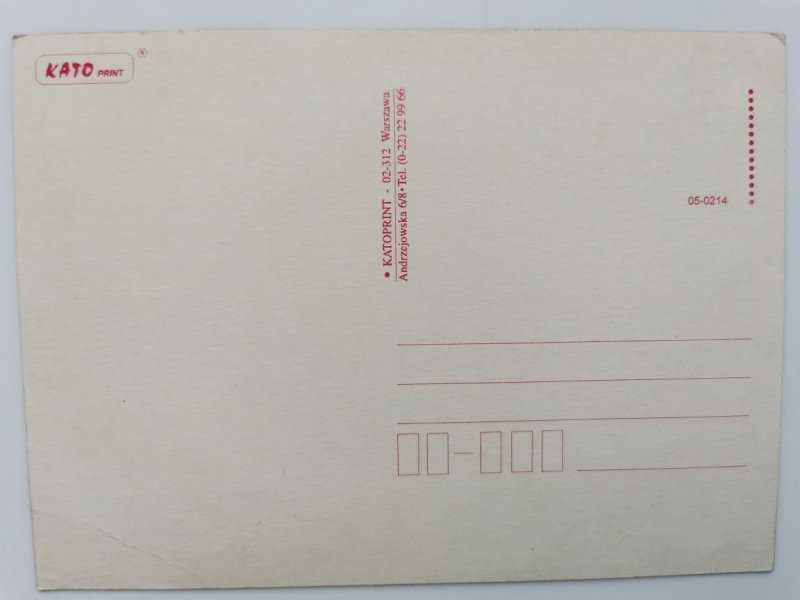 KATO PRINT ®
• KATOPRINT - 02-312 Warszawa
Andrzejowska 6/8 • Tel. (0-22) 22 99 66
05-0214